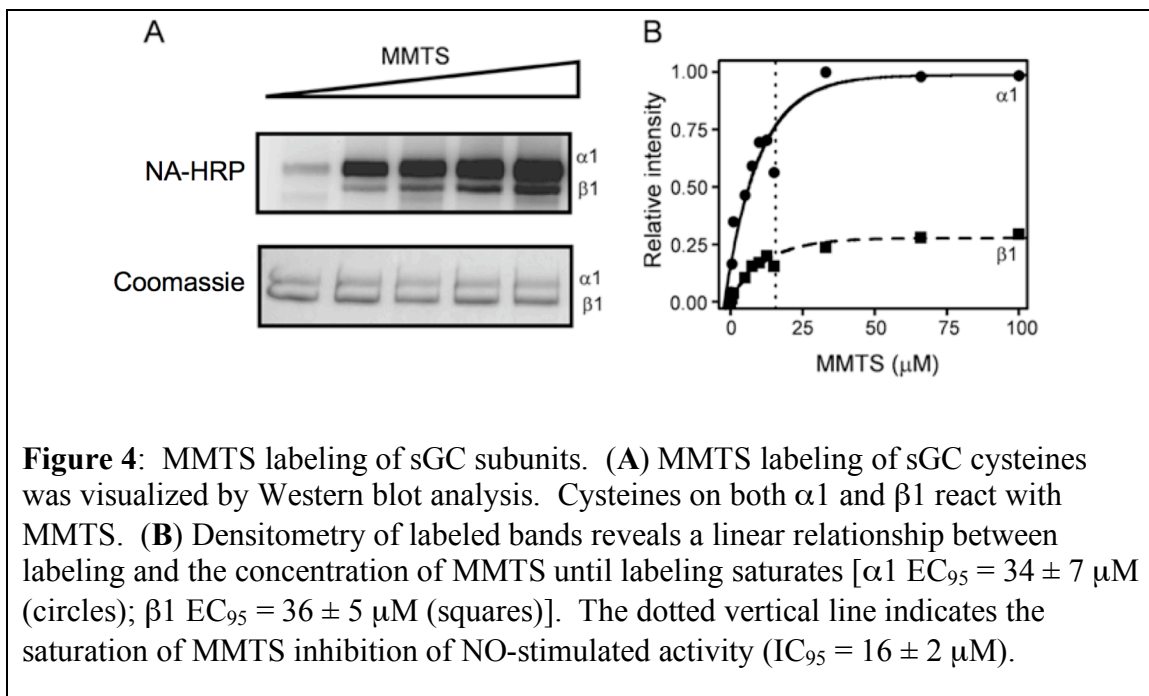 A
MMTS
NA-HRP
α1
β1
Coomassie
α1
β1
B
Relative intensity
1.00
0.75
0.50
0.25
0.00
α1
β1
0
25
50
75
100
MMTS (μM)
Figure 4: MMTS labeling of sGC subunits. (A) MMTS labeling of sGC cysteines
was visualized by Western blot analysis. Cysteines on both α1 and β1 react with
MMTS. (B) Densitometry of labeled bands reveals a linear relationship between
labeling and the concentration of MMTS until labeling saturates [α1 EC₉₅ = 34 ± 7 μM
(circles); β1 EC₉₅ = 36 ± 5 μM (squares)]. The dotted vertical line indicates the
saturation of MMTS inhibition of NO-stimulated activity (IC₉₅ = 16 ± 2 μM).